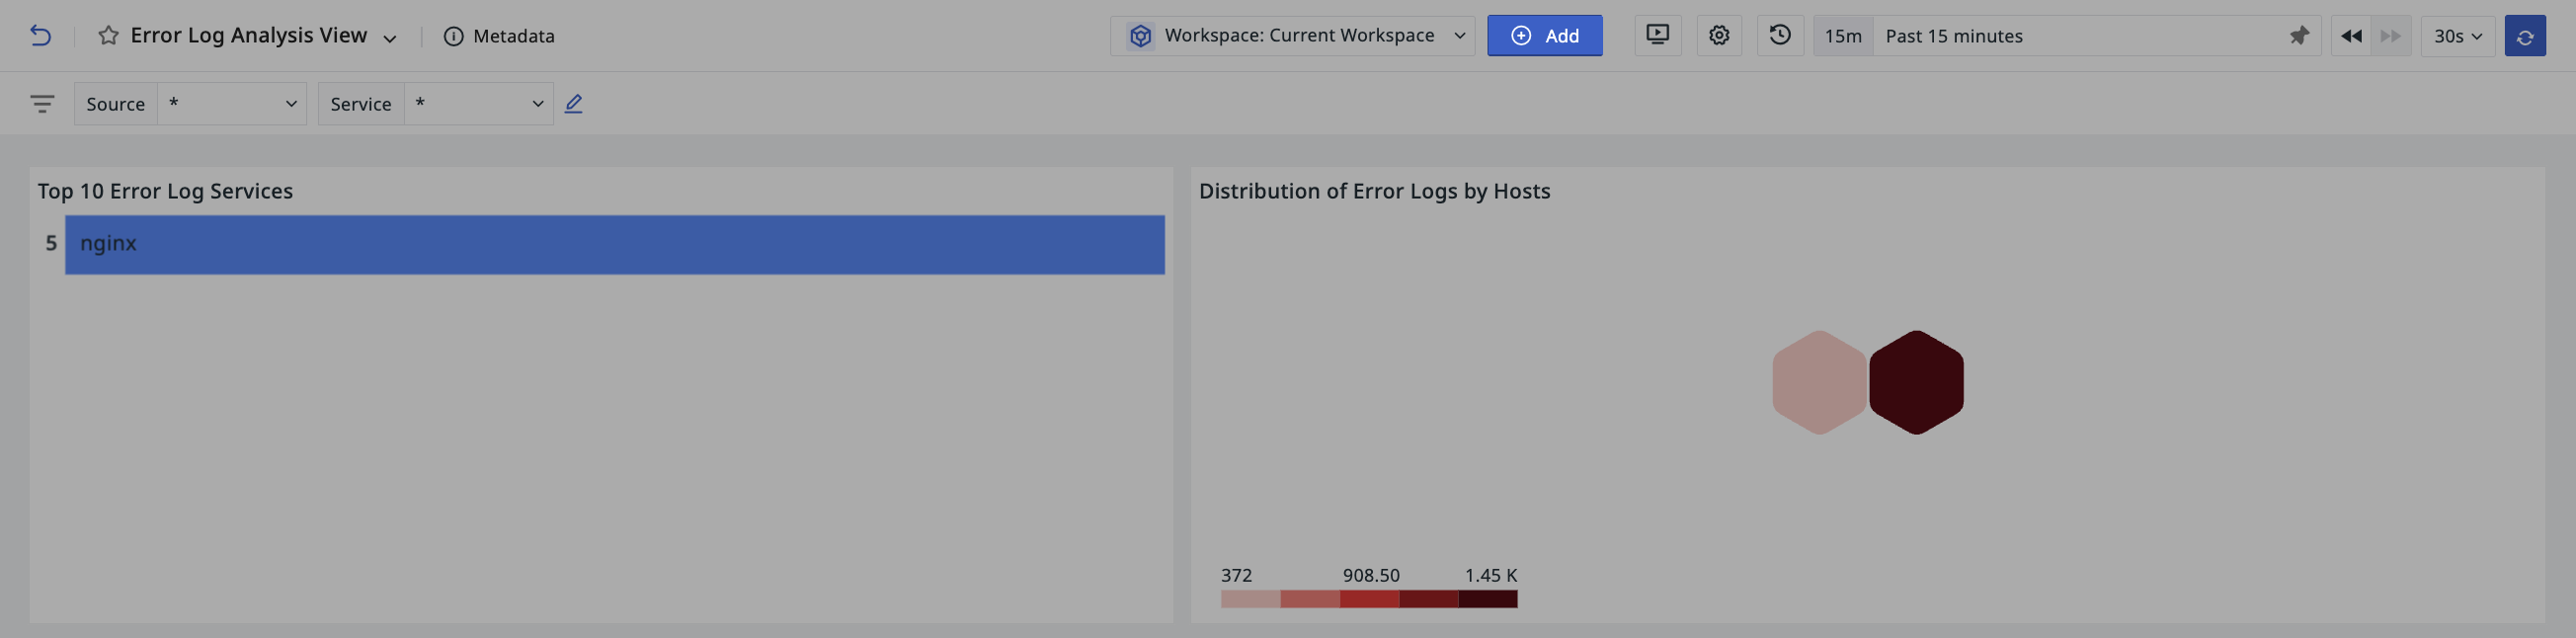 Error Log Analysis View Metadata Workspace: Current Workspace Add 15m Past 15 minutes 30s
Source * Service *
Top 10 Error Log Services
5 nginx
Distribution of Error Logs by Hosts
372 908.50 1.45 K